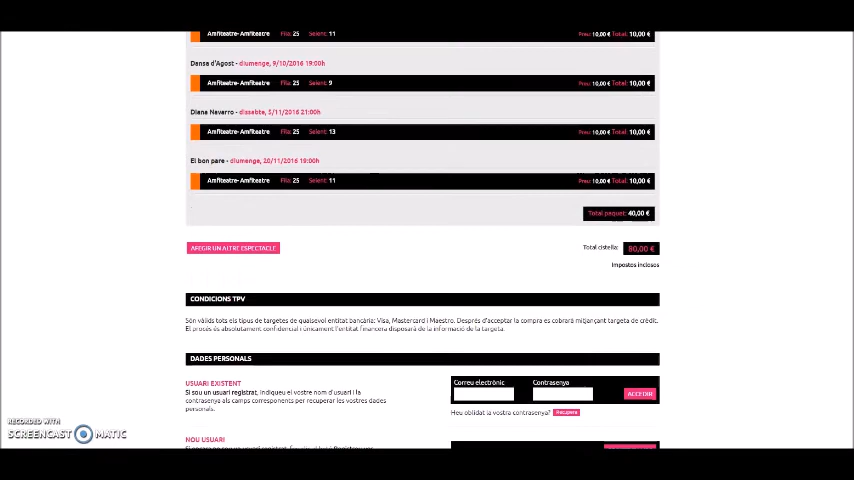 Amfiteatre- Amfiteatre Fila: 25 Seient: 11 Preu: 10,00 € Total: 10,00 €
Dansa d'Agost - diumenge, 9/10/2016 19:00h
Amfiteatre- Amfiteatre Fila: 25 Seient: 9 Preu: 10,00 € Total: 10,00 €
Diana Navarro - dissabte, 5/11/2016 21:00h
Amfiteatre- Amfiteatre Fila: 25 Seient: 13 Preu: 10,00 € Total: 10,00 €
El bon pare - diumenge, 20/11/2016 19:00h
Amfiteatre- Amfiteatre Fila: 25 Seient: 11 Preu: 10,00 € Total: 10,00 €
Total paquet: 40,00 €
AFEGIR UN ALTRE ESPECTACLE Total cistella: 80,00 €
Impostos inclosos
CONDICIONS TPV
Són vàlids tots els tipus de targetes de qualsevol entitat bancària: Visa, Mastercard i Maestro. Després d'acceptar la compra es cobrarà mitjançant targeta de crèdit.
El procés és absolutament confidencial i únicament l'entitat financera disposarà de la informació de la targeta.
DADES PERSONALS
USUARI EXISTENT
Si sou un usuari registrat, indiqueu el vostre nom d'usuari i la
contrasenya als camps corresponents per recuperar les vostres dades
personals.
Correu electrònic Contrasenya
ACCEDIR
Heu oblidat la vostra contrasenya? Recupera
NOU USUARI
RECORDED WITH
SCREENCAST MATIC